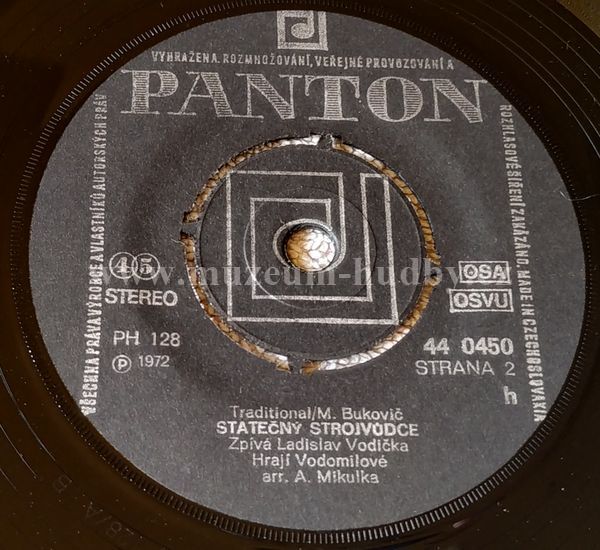 VYHRAŽENA. ROZMNOŽOVÁNÍ, VEŘEJNÉ PROVOZOVÁNÍ A
PANTON
VŠECHNA PRÁVA VÝROBCE A VLASTNÍKŮ AUTORSKÝCH PRÁV
ROZHLASOVÉ ŠÍŘENÍ ZAKÁZÁNO. MADE IN CZECHOSLOVAKIA
www.muzeum-hudby.
45
STEREO
OSA
OSVU
PH 128
℗ 1972
44 0450
STRANA 2
h
Traditional/M. Bukovič
STATEČNÝ STROJVŮDCE
Zpívá Ladislav Vodička
Hrají Vodomilové
arr. A. Mikulka